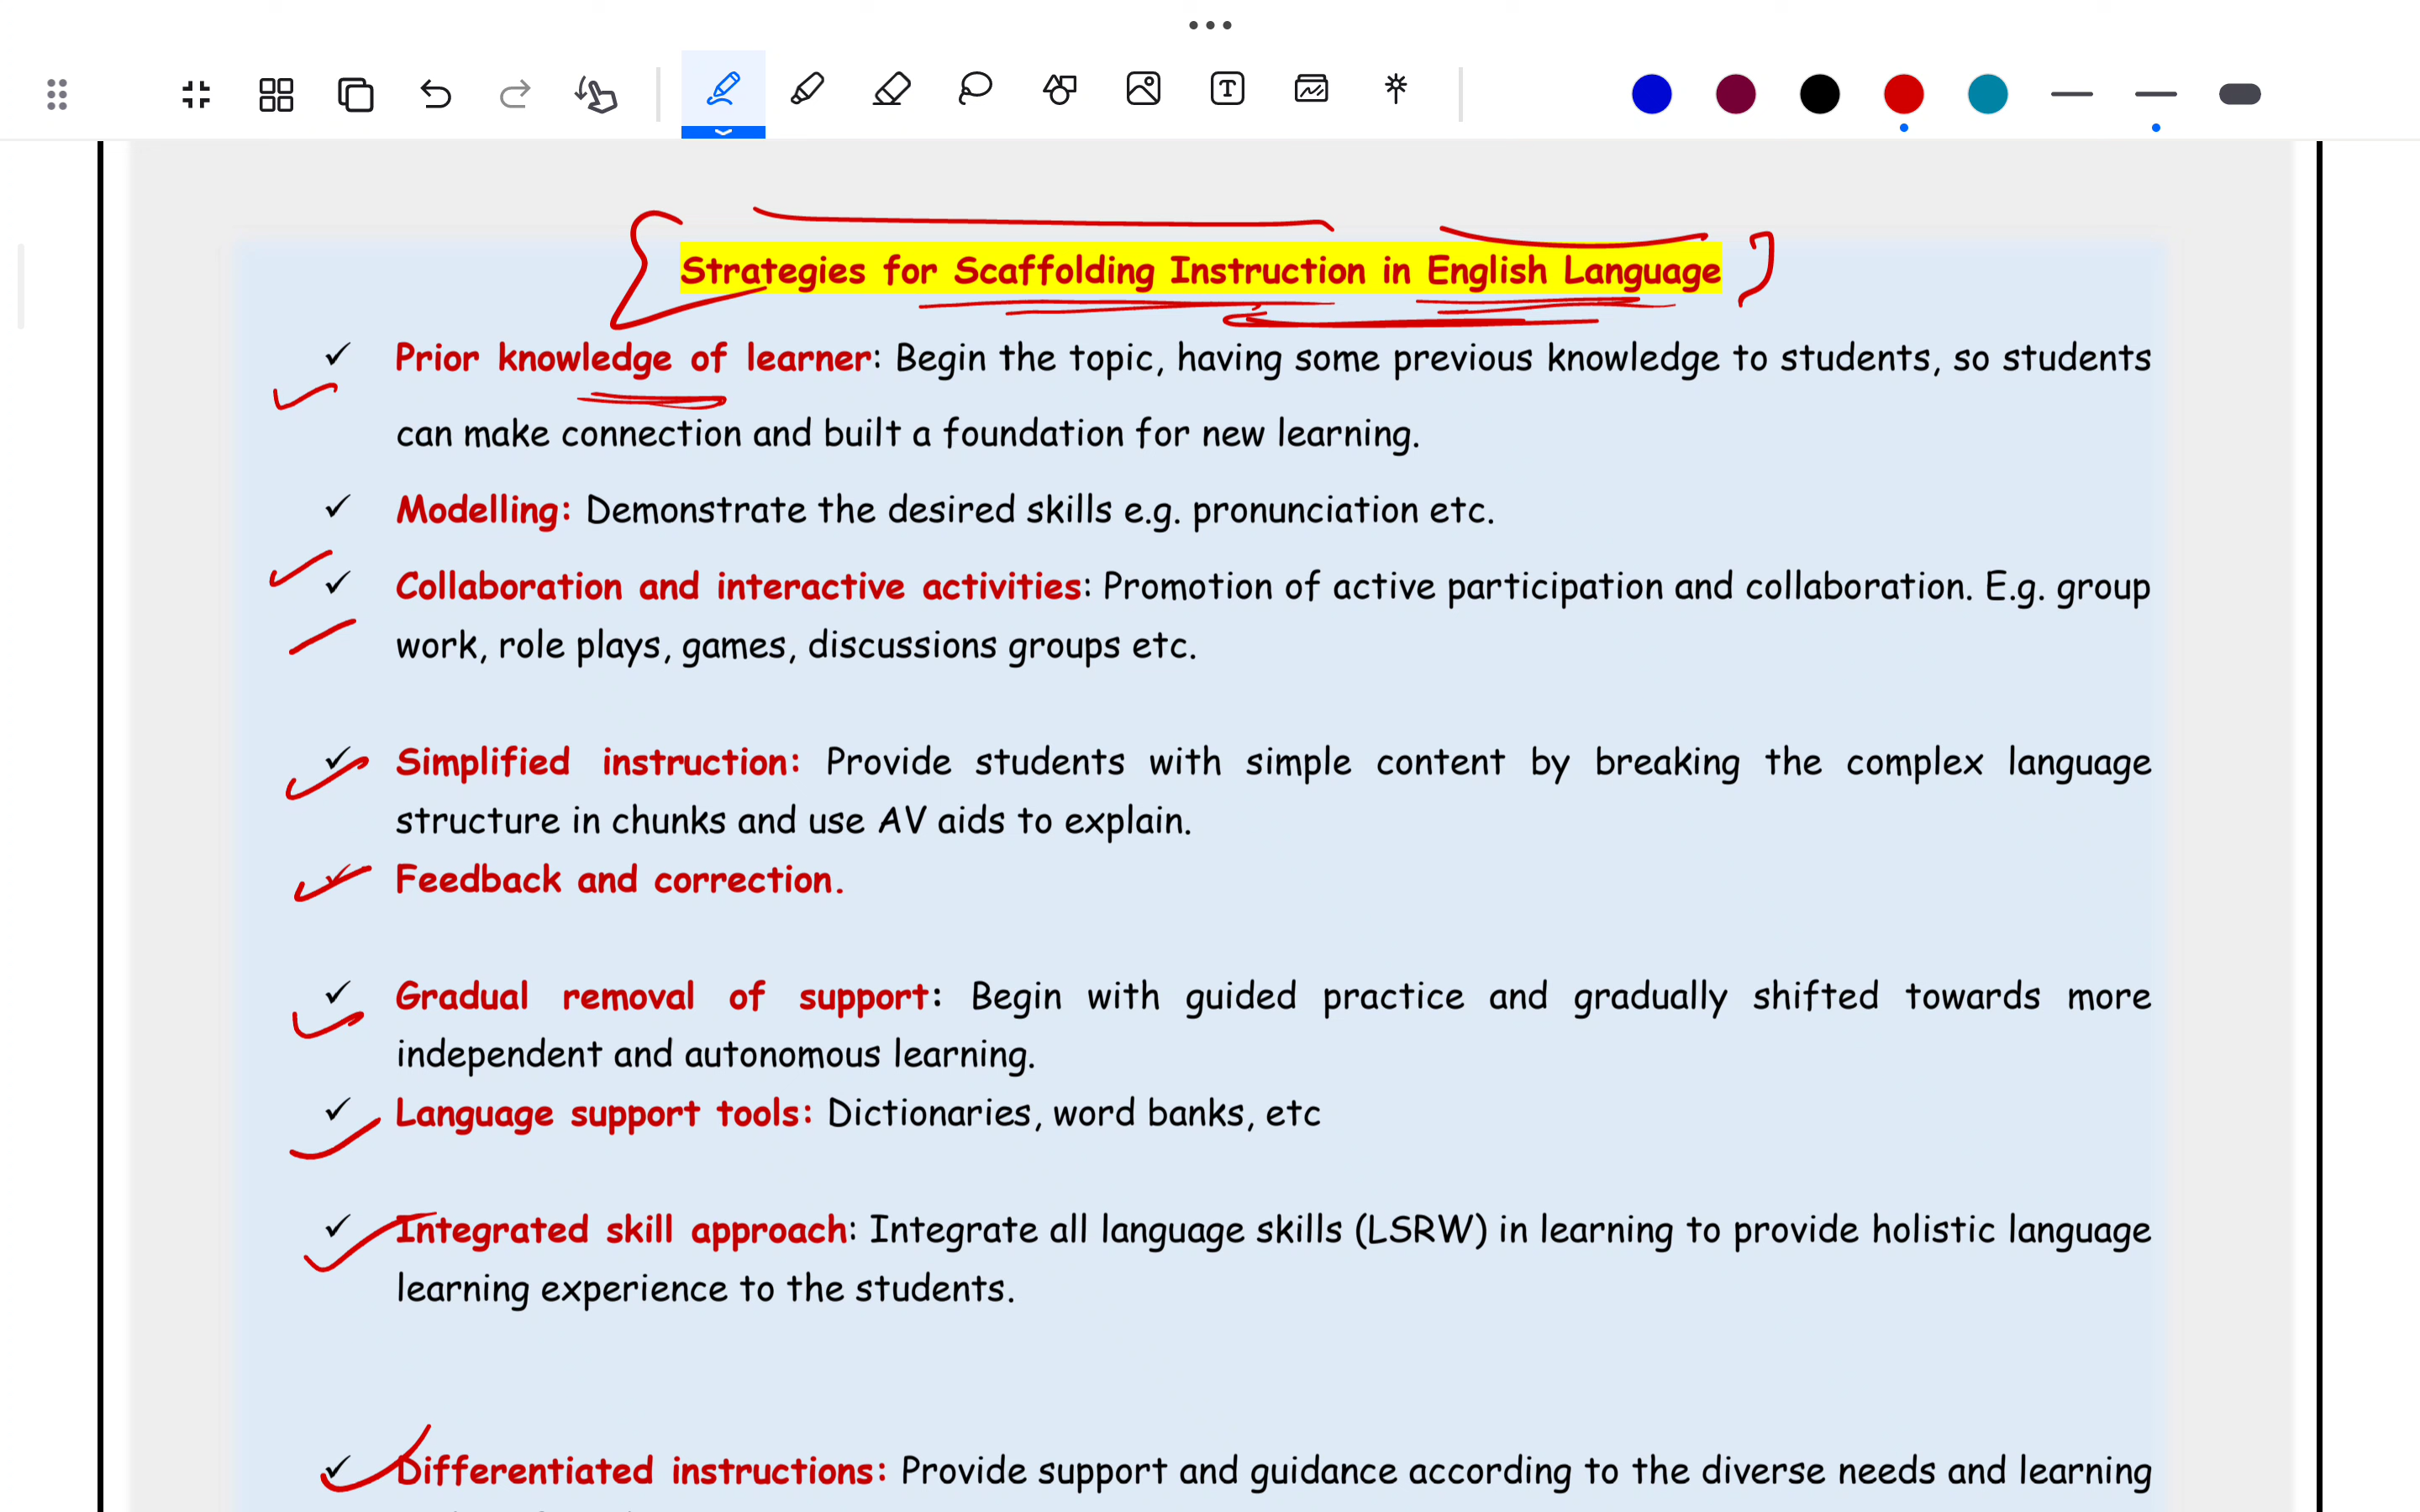 Strategies for Scaffolding Instruction in English Language
✓ Prior knowledge of learner: Begin the topic, having some previous knowledge to students, so students
can make connection and built a foundation for new learning.
✓ Modelling: Demonstrate the desired skills e.g. pronunciation etc.
✓ Collaboration and interactive activities: Promotion of active participation and collaboration. E.g. group
work, role plays, games, discussions groups etc.
✓ Simplified instruction: Provide students with simple content by breaking the complex language
structure in chunks and use AV aids to explain.
✓ Feedback and correction.
✓ Gradual removal of support: Begin with guided practice and gradually shifted towards more
independent and autonomous learning.
✓ Language support tools: Dictionaries, word banks, etc
✓ Integrated skill approach: Integrate all language skills (LSRW) in learning to provide holistic language
learning experience to the students.
✓ Differentiated instructions: Provide support and guidance according to the diverse needs and learning